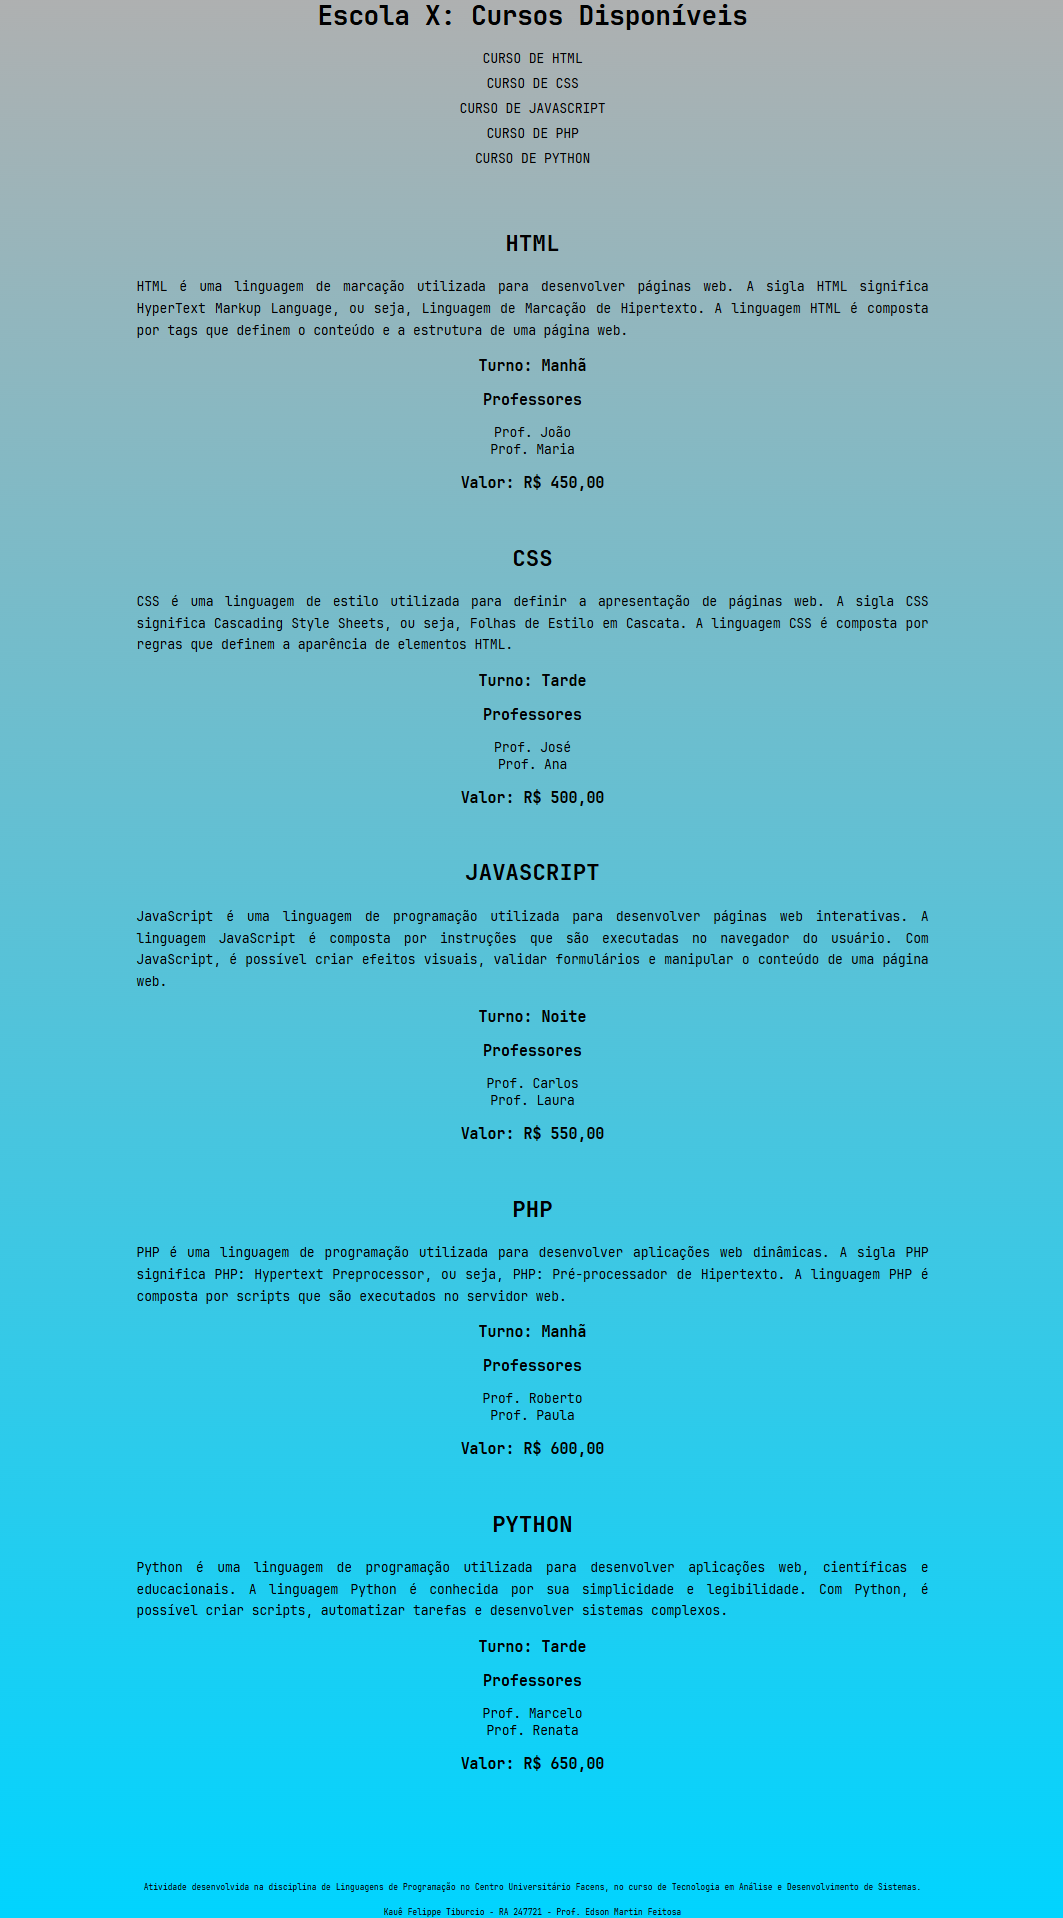 Escola X: Cursos Disponíveis
CURSO DE HTML
CURSO DE CSS
CURSO DE JAVASCRIPT
CURSO DE PHP
CURSO DE PYTHON
HTML
HTML é uma linguagem de marcação utilizada para desenvolver páginas web. A sigla HTML significa
HyperText Markup Language, ou seja, Linguagem de Marcação de Hipertexto. A linguagem HTML é composta
por tags que definem o conteúdo e a estrutura de uma página web.
Turno: Manhã
Professores
Prof. João
Prof. Maria
Valor: R$ 450,00
CSS
CSS é uma linguagem de estilo utilizada para definir a apresentação de páginas web. A sigla CSS
significa Cascading Style Sheets, ou seja, Folhas de Estilo em Cascata. A linguagem CSS é composta por
regras que definem a aparência de elementos HTML.
Turno: Tarde
Professores
Prof. José
Prof. Ana
Valor: R$ 500,00
JAVASCRIPT
JavaScript é uma linguagem de programação utilizada para desenvolver páginas web interativas. A
linguagem JavaScript é composta por instruções que são executadas no navegador do usuário. Com
JavaScript, é possível criar efeitos visuais, validar formulários e manipular o conteúdo de uma página
web.
Turno: Noite
Professores
Prof. Carlos
Prof. Laura
Valor: R$ 550,00
PHP
PHP é uma linguagem de programação utilizada para desenvolver aplicações web dinâmicas. A sigla PHP
significa PHP: Hypertext Preprocessor, ou seja, PHP: Pré-processador de Hipertexto. A linguagem PHP é
composta por scripts que são executados no servidor web.
Turno: Manhã
Professores
Prof. Roberto
Prof. Paula
Valor: R$ 600,00
PYTHON
Python é uma linguagem de programação utilizada para desenvolver aplicações web, científicas e
educacionais. A linguagem Python é conhecida por sua simplicidade e legibilidade. Com Python, é
possível criar scripts, automatizar tarefas e desenvolver sistemas complexos.
Turno: Tarde
Professores
Prof. Marcelo
Prof. Renata
Valor: R$ 650,00
Atividade desenvolvida na disciplina de Linguagens de Programação no Centro Universitário Facens, no curso de Tecnologia em Análise e Desenvolvimento de Sistemas.
Kauê Felippe Tiburcio - RA 247721 - Prof. Edson Martin Feitosa